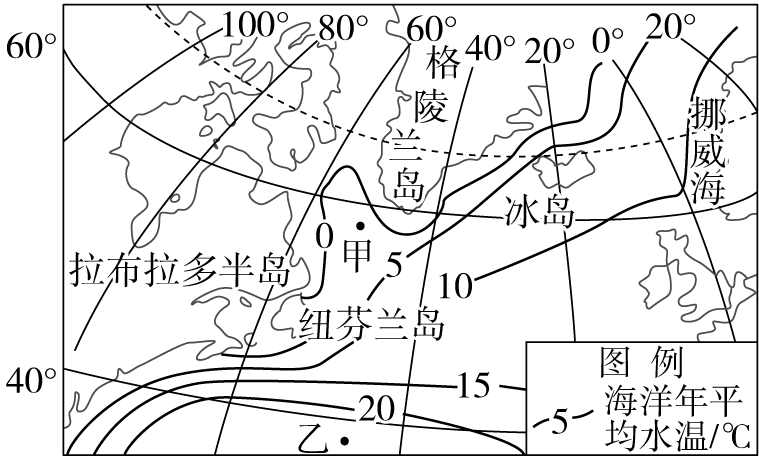 100°
80°
60°
40°
20°
0°
20°
60°
40°
格陵兰岛
挪威海
冰岛
拉布拉多半岛
0
甲
5
10
纽芬兰岛
15
20
乙
图 例
5
海洋年平
均水温/℃